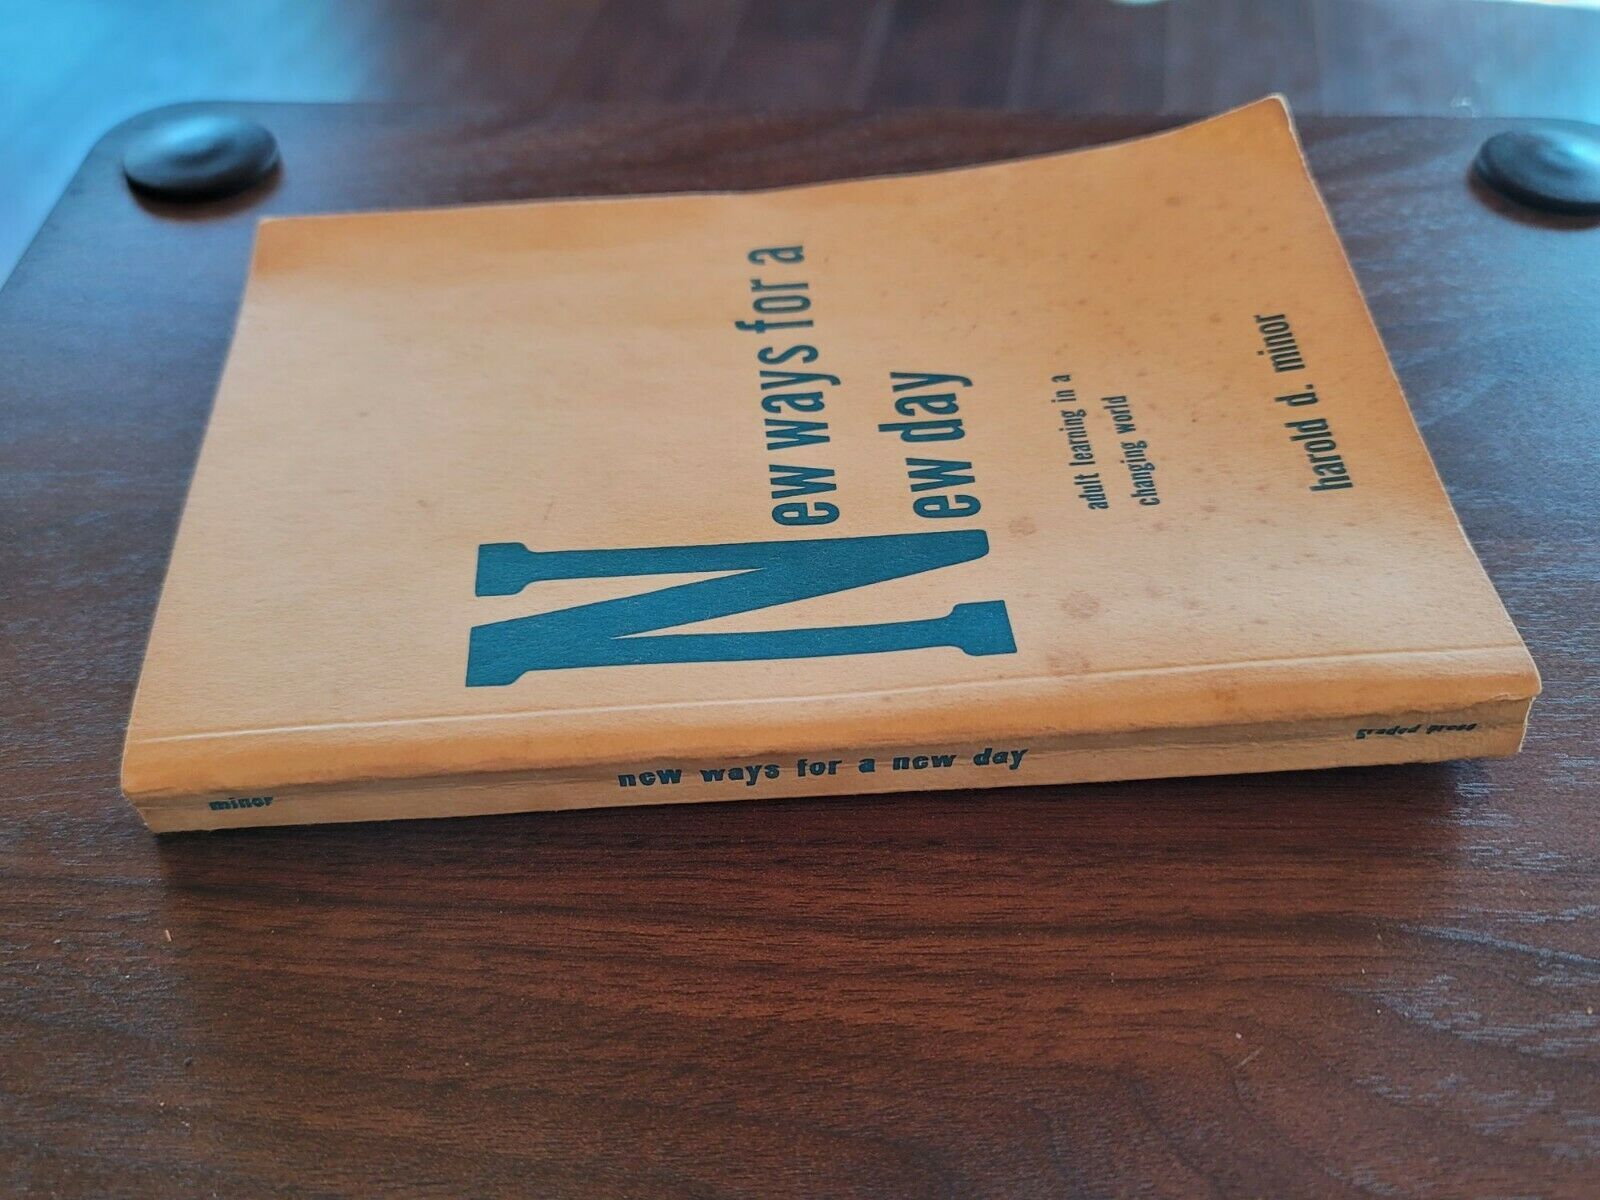 New ways for a
New day
adult learning in a
changing world
harold d. minor
minor
new ways for a new day
graded press